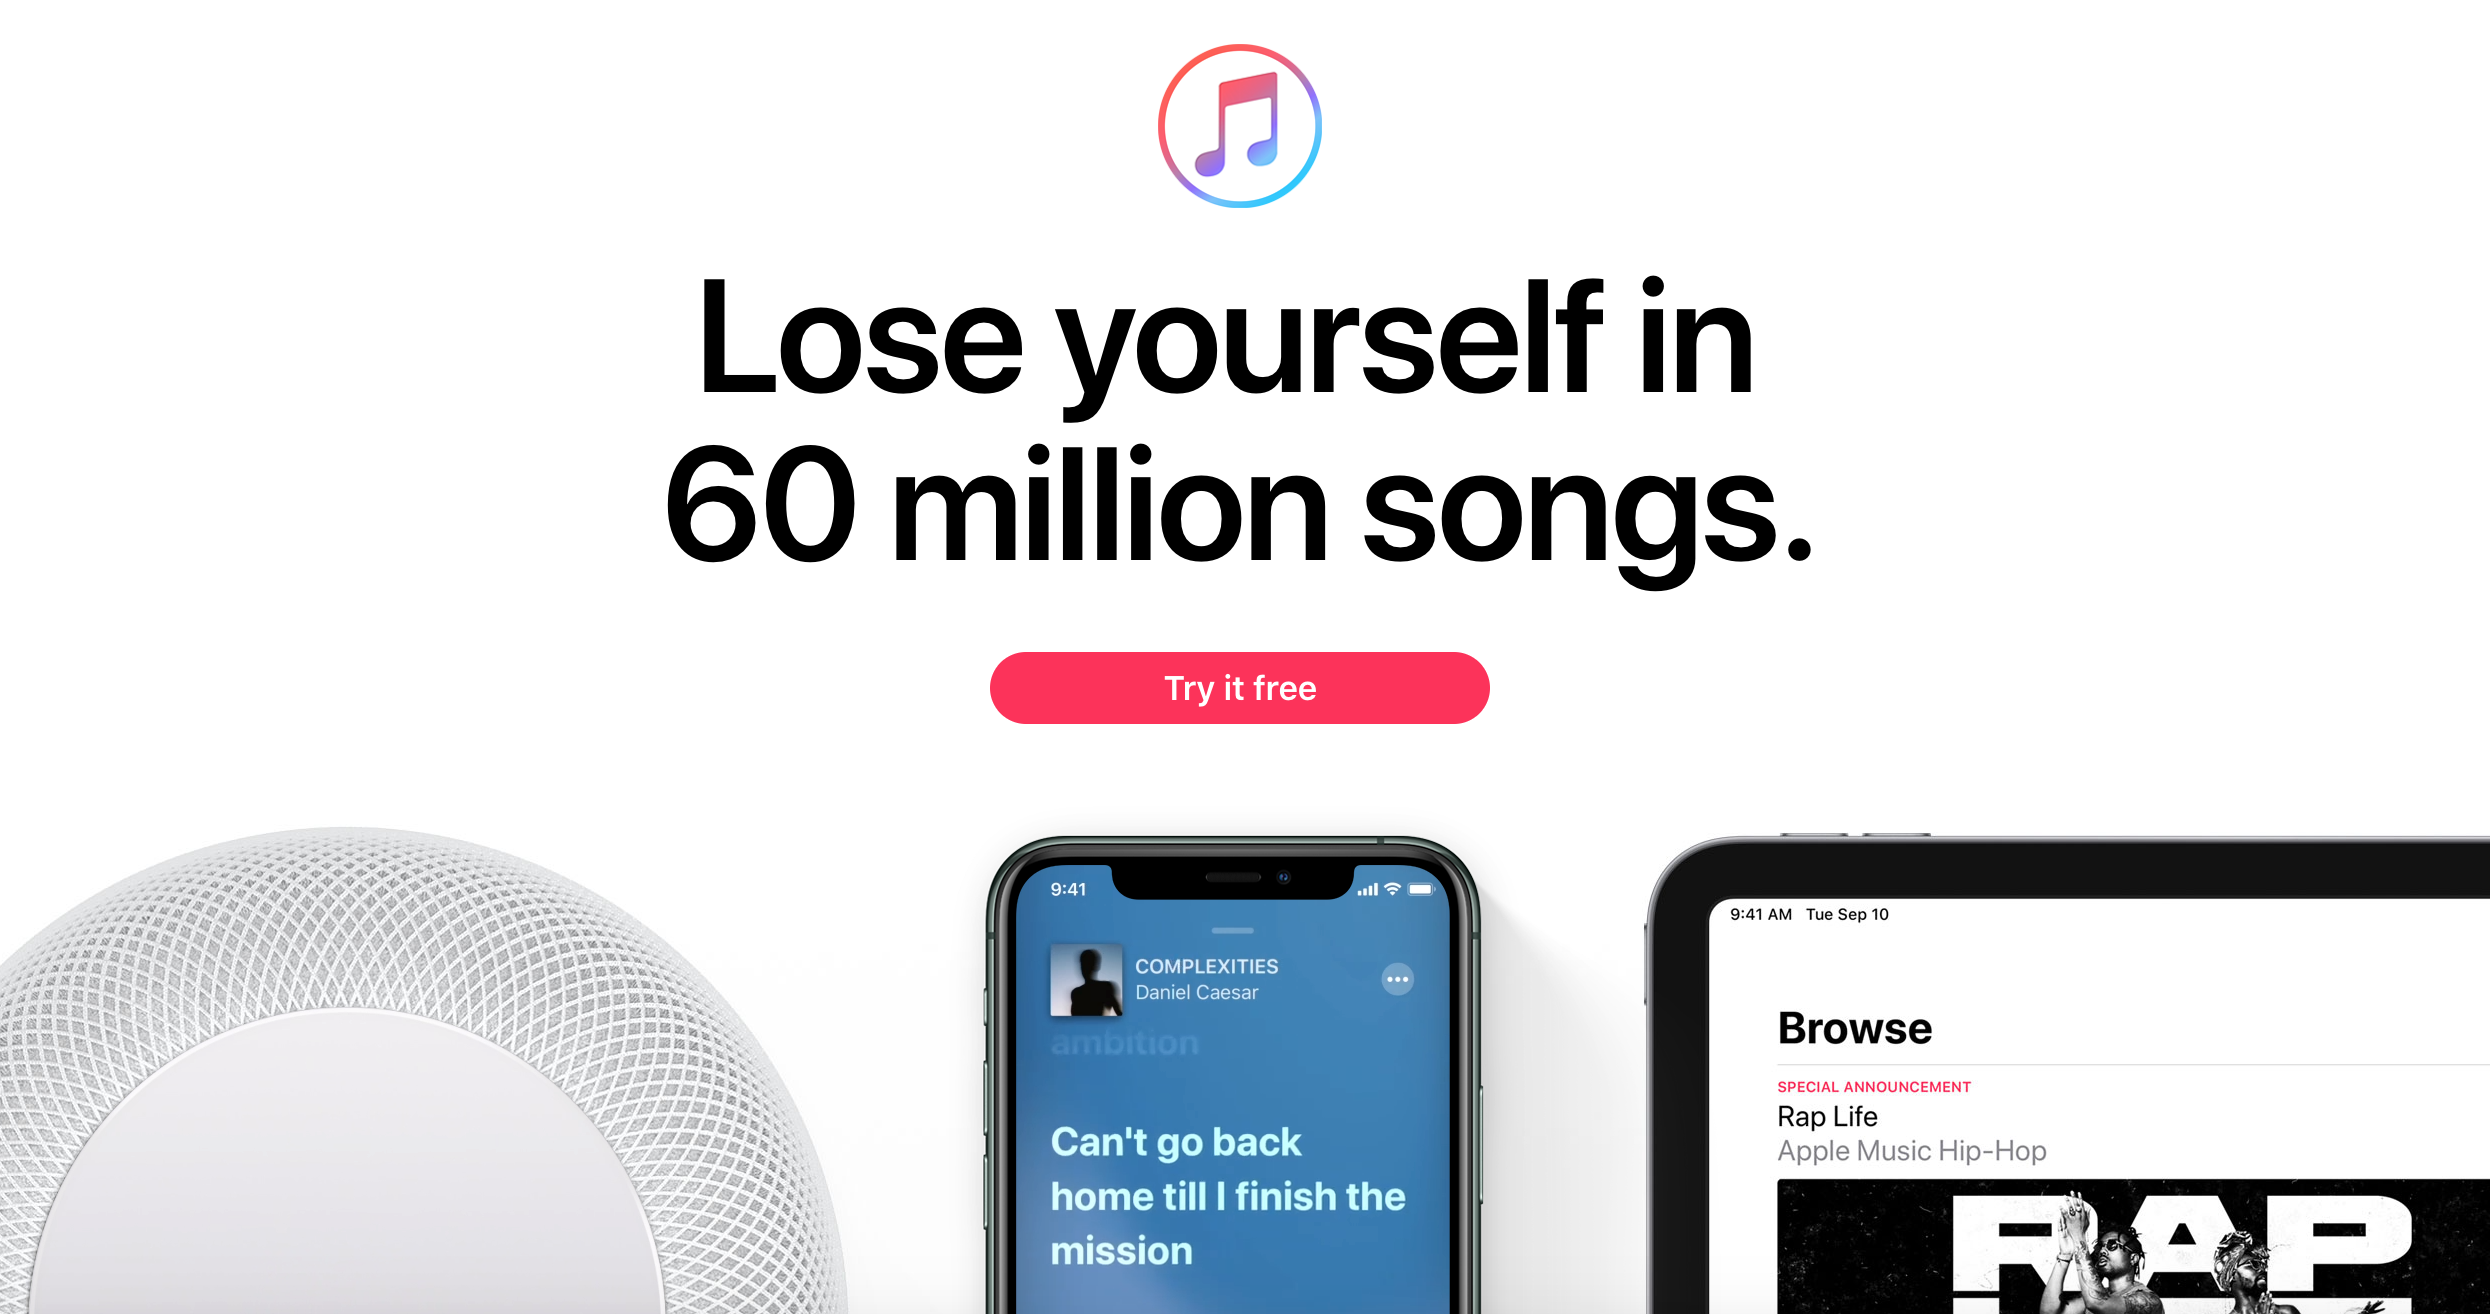 Lose yourself in
60 million songs.
Try it free
9:41
COMPLEXITIES
Daniel Caesar
ambition
Can't go back
home till I finish the
mission
9:41 AM Tue Sep 10
Browse
SPECIAL ANNOUNCEMENT
Rap Life
Apple Music Hip-Hop
RAP